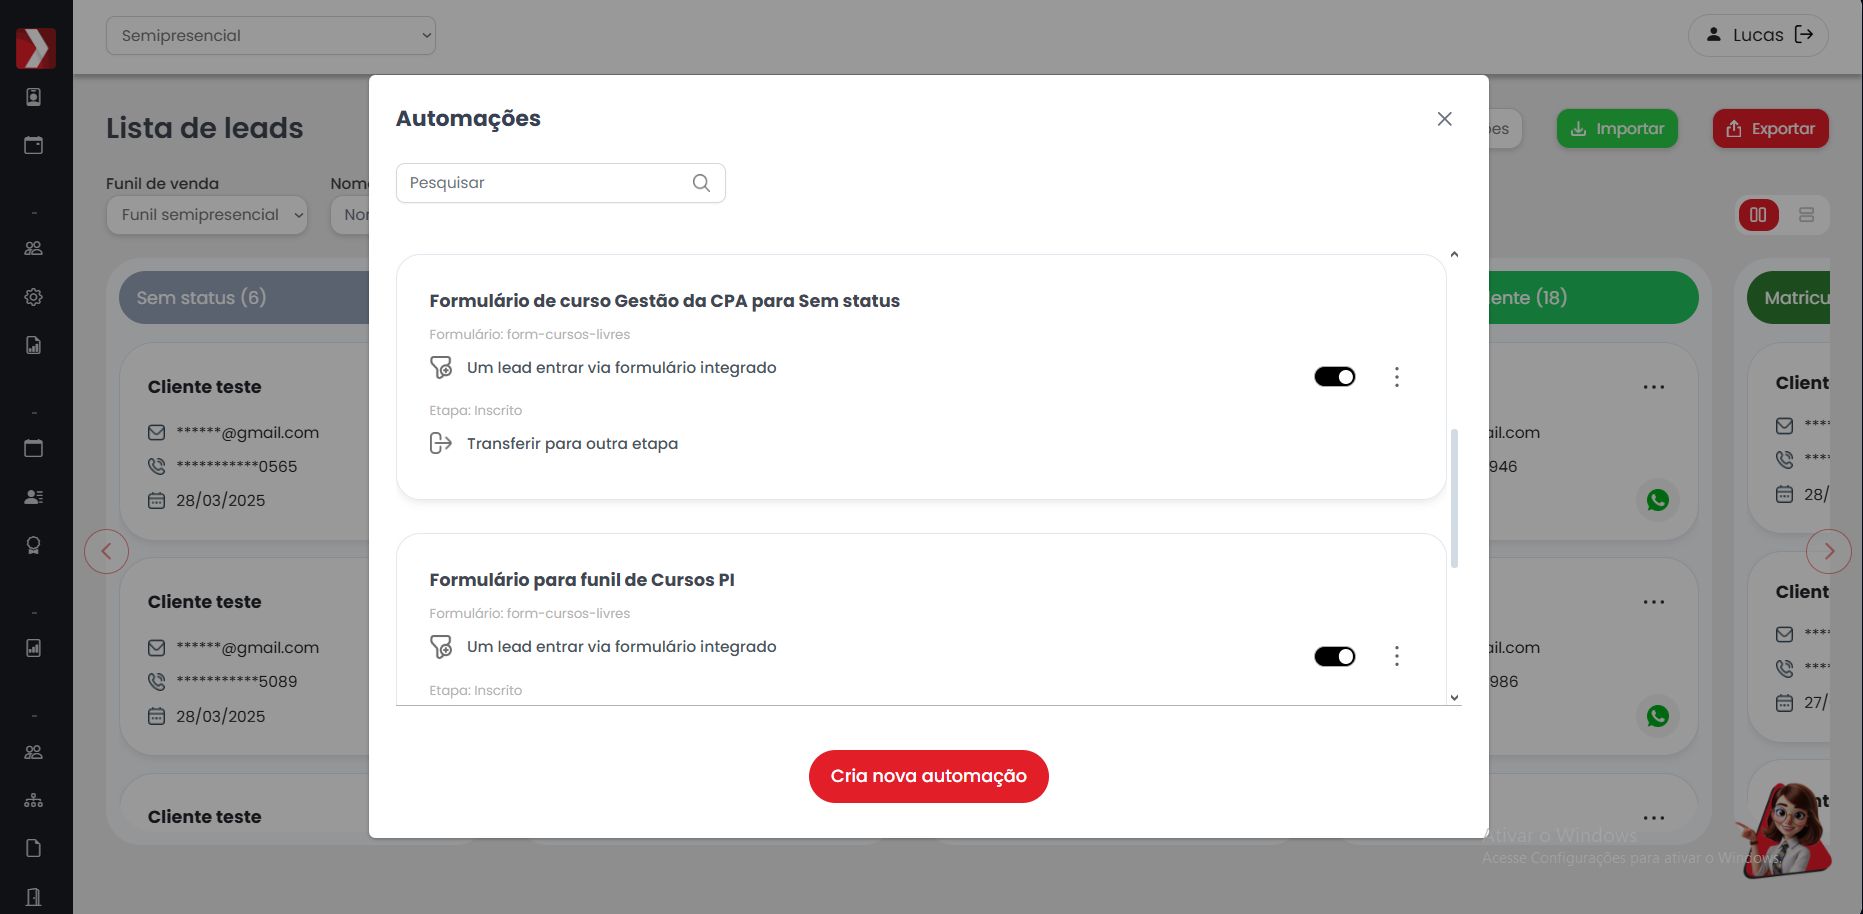 Semipresencial
Lucas
Automações
Lista de leads
Importar
Exportar
Pesquisar
Funil de venda
Funil semipresencial
Sem status (6)
Formulário de curso Gestão da CPA para Sem status
Formulário: form-cursos-livres
Um lead entrar via formulário integrado
Etapa: Inscrito
Transferir para outra etapa
Formulário para funil de Cursos PI
Formulário: form-cursos-livres
Um lead entrar via formulário integrado
Etapa: Inscrito
Cria nova automação
Cliente teste
******@gmail.com
***********0565
28/03/2025
Cliente teste
******@gmail.com
***********5089
28/03/2025
Cliente teste
ente (18)
ail.com
946
ail.com
986
Matricu
Client
****
****
28/
Client
****
****
27/
Ativar o Windows
Acesse Configurações para ativar o Windows.